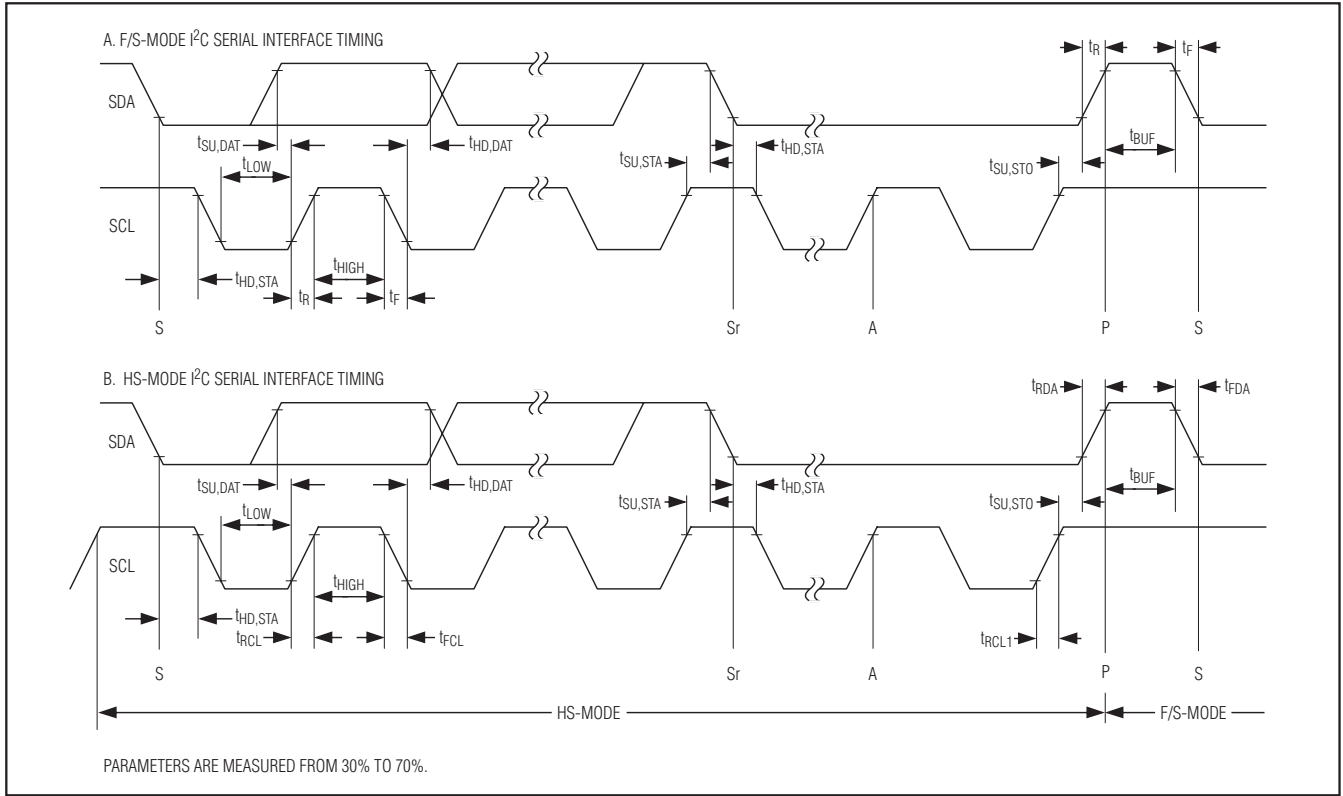 A. F/S-MODE I²C SERIAL INTERFACE TIMING
tR
tF
SDA
tSU,DAT
tHD,DAT
tLOW
tSU,STA
tHD,STA
tSU,STO
tBUF
SCL
tHD,STA
tHIGH
tR
tF
S
Sr
A
P
S
B. HS-MODE I²C SERIAL INTERFACE TIMING
tRDA
tFDA
SDA
tSU,DAT
tHD,DAT
tLOW
tSU,STA
tHD,STA
tSU,STO
tBUF
SCL
tHIGH
tHD,STA
tRCL
tFCL
tRCL1
S
Sr
A
P
S
HS-MODE
F/S-MODE
PARAMETERS ARE MEASURED FROM 30% TO 70%.